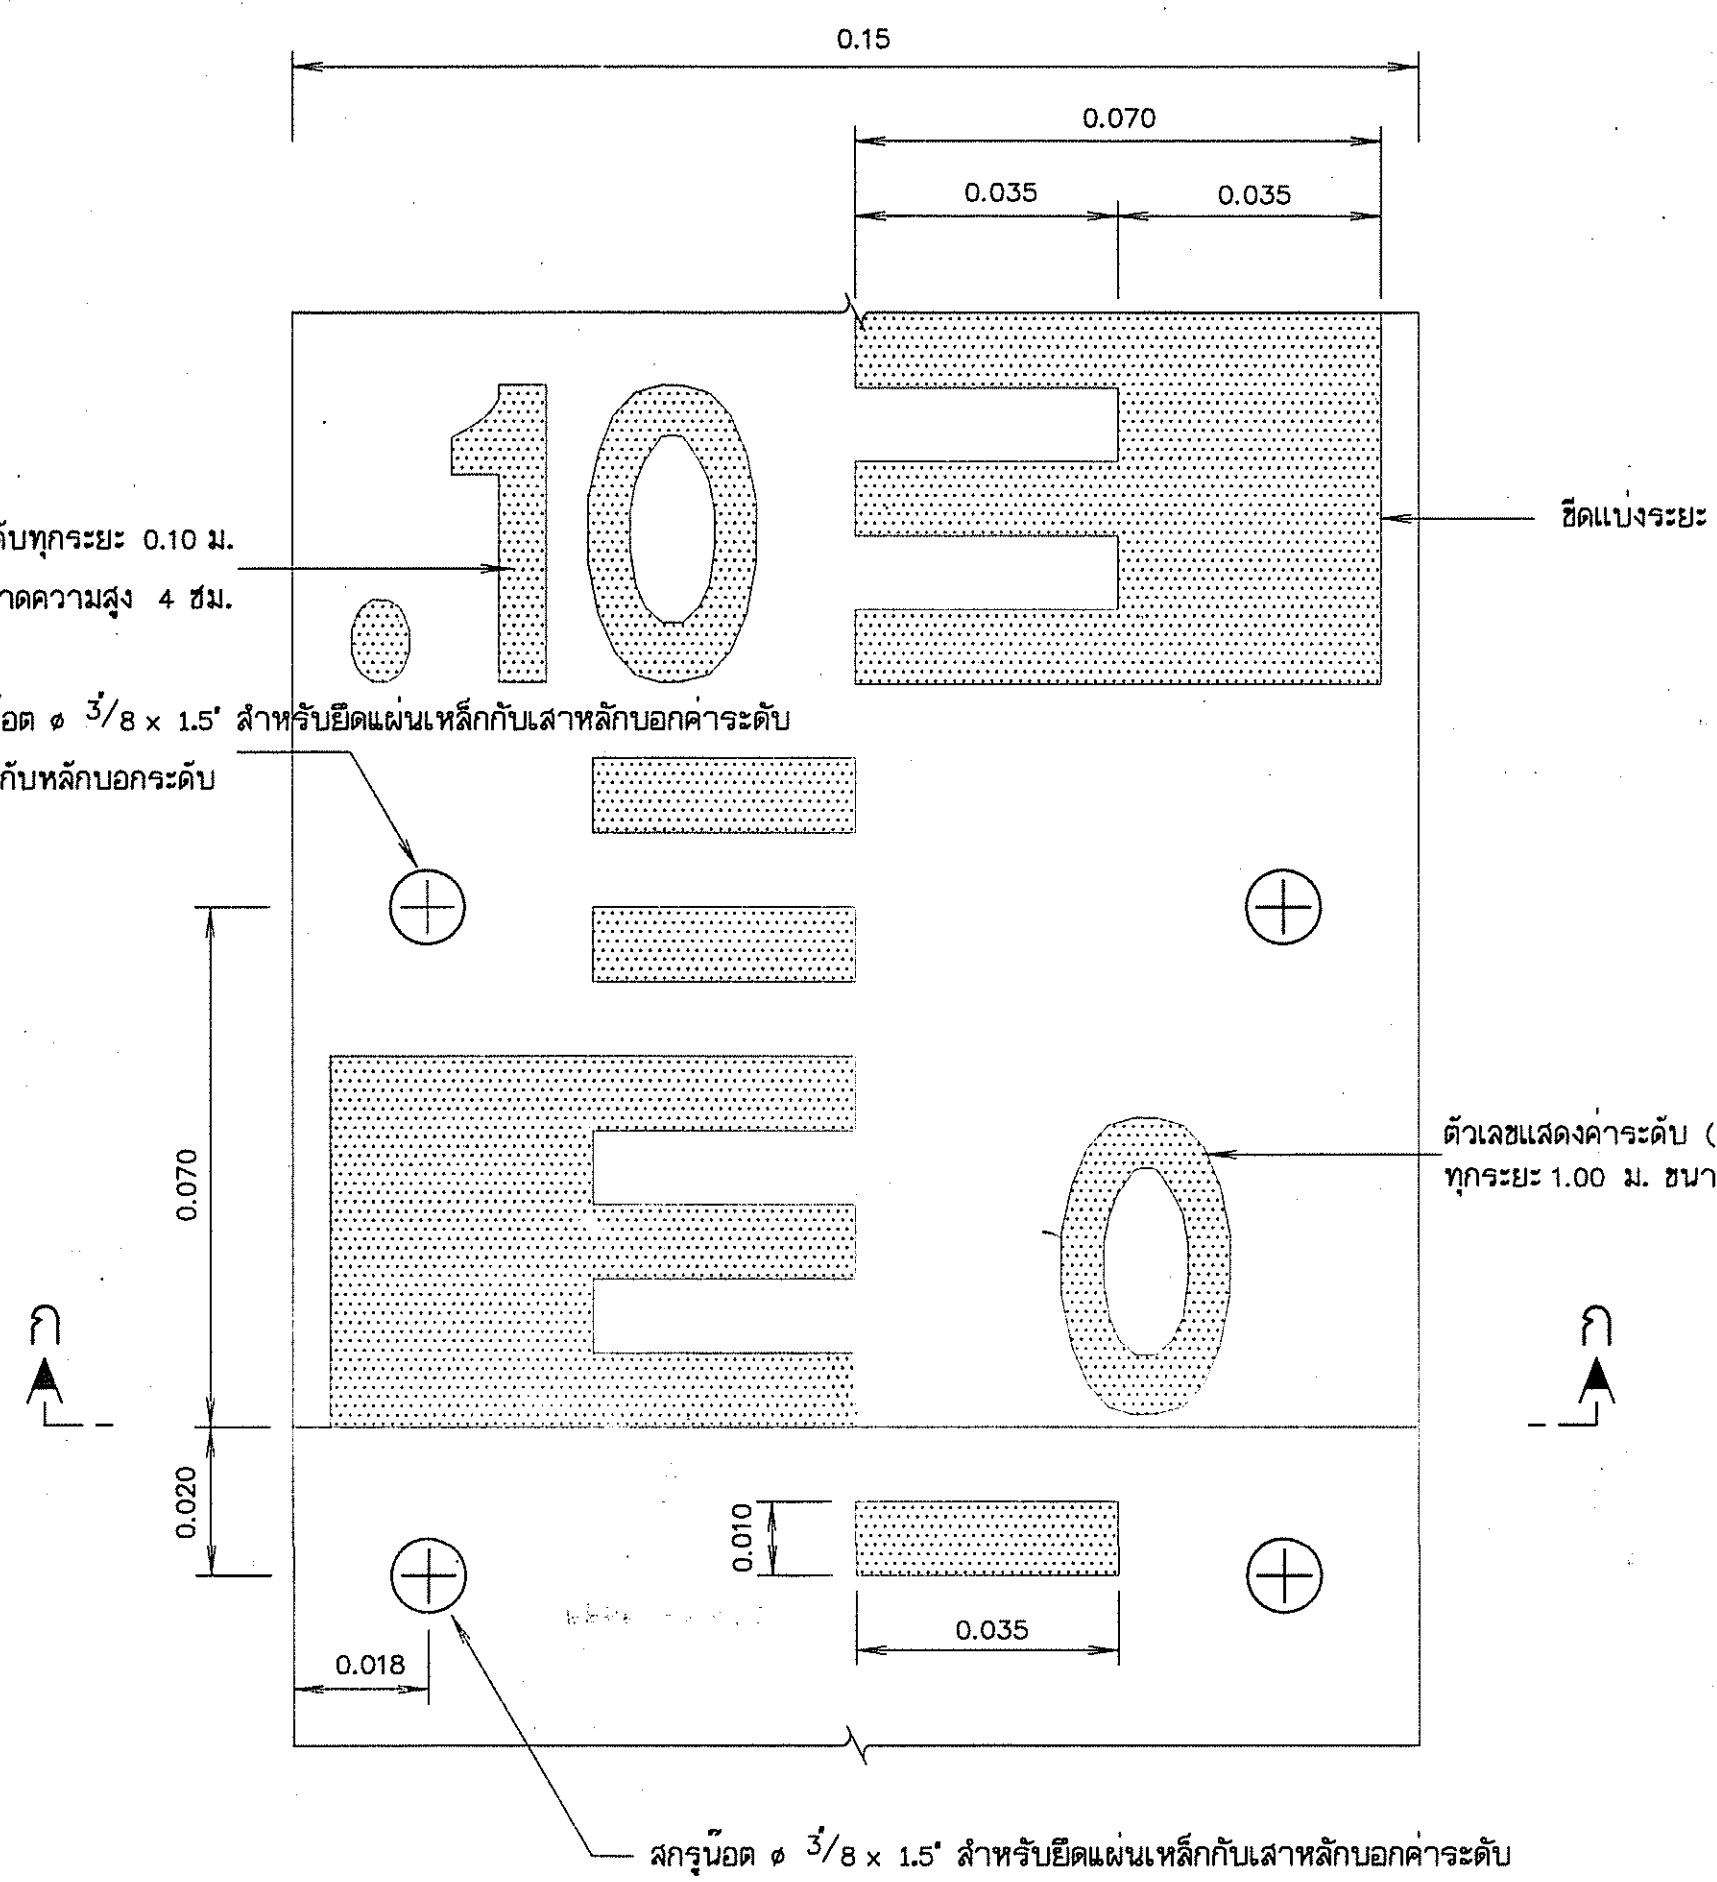 0.15
0.070
0.035 0.035
.10
ขีดแบ่งระยะ
ับทุกระยะ 0.10 ม.
าดความสูง 4 ซม.
อต ø 3/8 x 1.5" สำหรับยึดแผ่นเหล็กกับเสาหลักบอกค่าระดับ
กับหลักบอกระดับ
0.070
0
ตัวเลขแสดงค่าระดับ (
ทุกระยะ 1.00 ม. ขนา
ก ก
0.020
0.010
0.035
0.018
สกรูน๊อต ø 3/8 x 1.5" สำหรับยึดแผ่นเหล็กกับเสาหลักบอกค่าระดับ